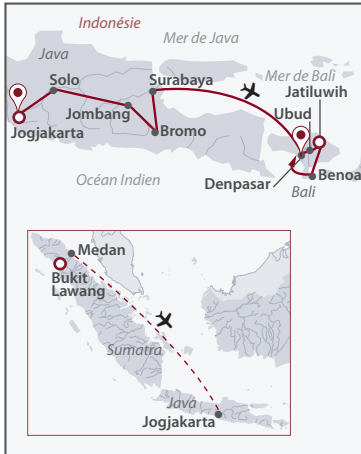 Indonésie
Mer de Java
Java
Solo
Surabaya
Mer de Bali
Jatiluwih
Ubud
Jombang
Jogjakarta
Bromo
Benoa
Océan Indien
Denpasar
Bali
Medan
Bukit
Lawang
Sumatra
Java
Jogjakarta